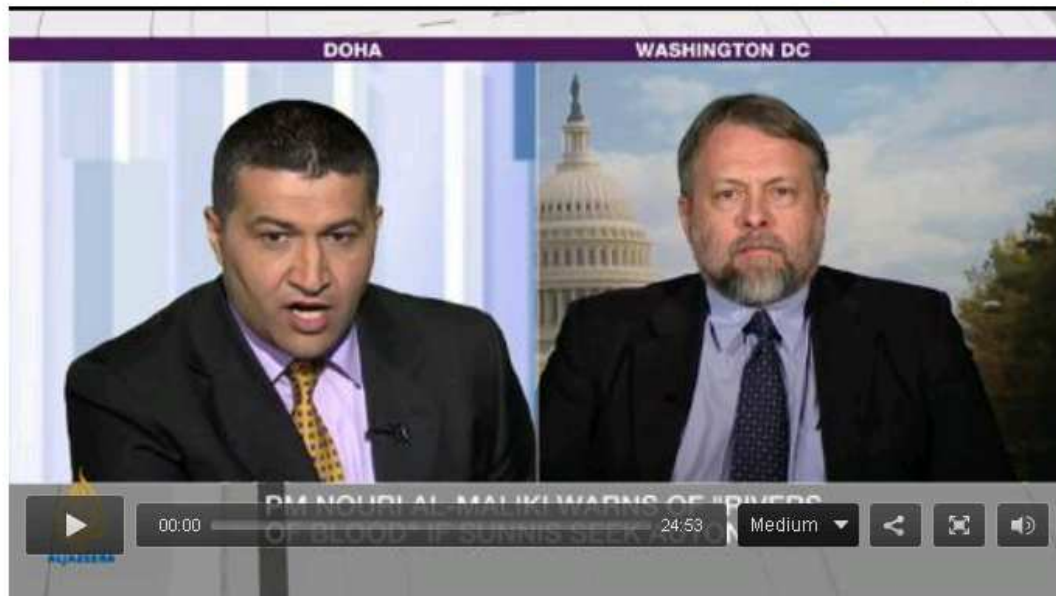 DOHA WASHINGTON DC
PM NOURI AL-MALIKI WARNS OF "RIVERS
OF BLOOD" IF SUNNIS SEEK
00:00 24:53 Medium
ALJAZEERA